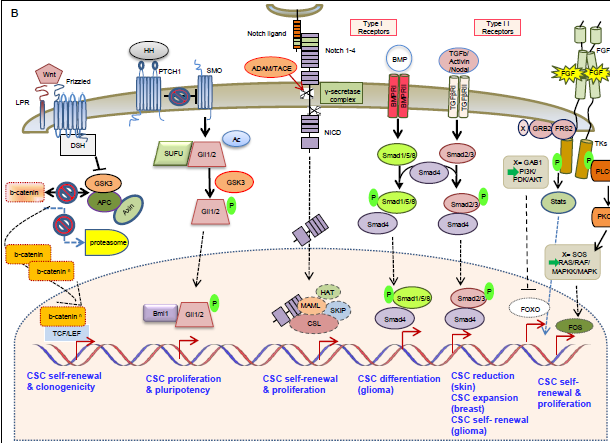 B
Notch ligand
Type I
Receptors
Type I I
Receptors
Wnt
Frizzled
LPR
HH
PTCH1
SMO
ADAM/TACE
Notch 1-4
γ-secretase
complex
NICD
BMP
BMPRI
BMPRII
TGFb/
Activin
/Nodal
TGFβRI
TGFβRII
FGF
FGF
FGF
DSH
X
GRB2
FRS2
TKs
b-catenin
GSK3
APC
Axin
proteasome
SUFU
Gli1/2
Ac
GSK3
Gli1/2
P
Smad1/5/8
Smad2/3
Smad4
P
Smad1/5/8
Smad4
Smad2/3
P
Smad4
X= GAB1
PI3K/
PDK/AKT
P
P
Stats
PLC
PKC
X= SOS
RAS/RAF/
MAPKK/MAPK
b-catenin
b-catenin
b-catenin
TCF/LEF
Bmi1
Gli1/2
P
HAT
MAML
SKIP
CSL
P
Smad1/5/8
Smad4
P
Smad2/3
Smad4
FOXO
FOS
CSC self-renewal
& clonogenicity
CSC proliferation
& pluripotency
CSC self-renewal
& proliferation
CSC differentiation
(glioma)
CSC reduction
(skin)
CSC expansion
(breast)
CSC self- renewal
(glioma)
CSC self-
renewal &
proliferation